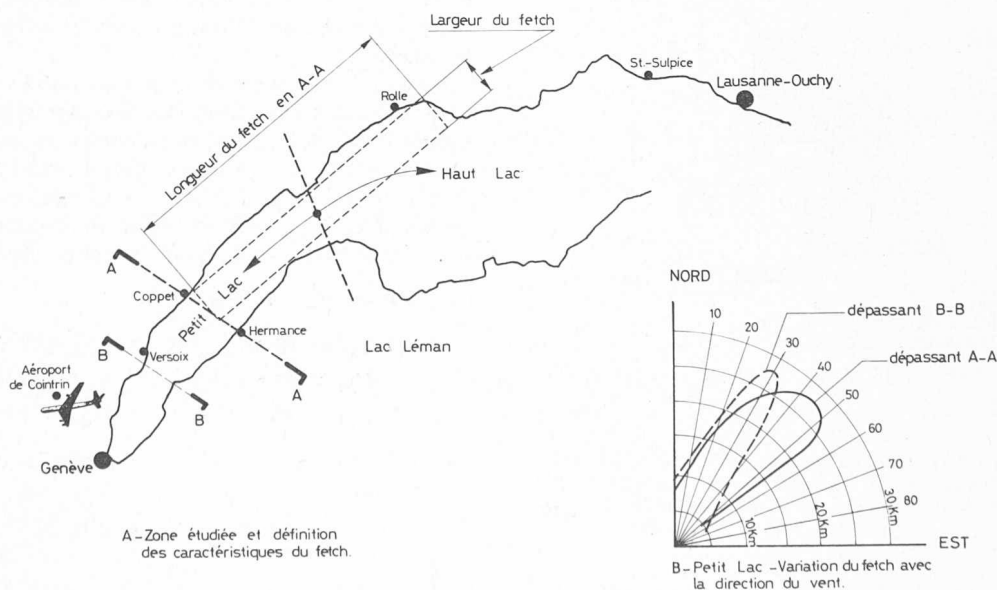 Largeur du fetch
St.-Sulpice
Lausanne-Ouchy
Rolle
Longueur du fetch en A-A
Haut Lac
A
Coppet
Petit Lac
Hermance
Lac Léman
B
Versoix
A
B
Aéroport
de Cointrin
Genève
A-Zone étudiée et définition
des caractéristiques du fetch.
NORD
dépassant B-B
dépassant A-A
10
20
30
40
50
60
70
80
10Km
20Km
30Km
EST
B-Petit Lac -Variation du fetch avec
la direction du vent.